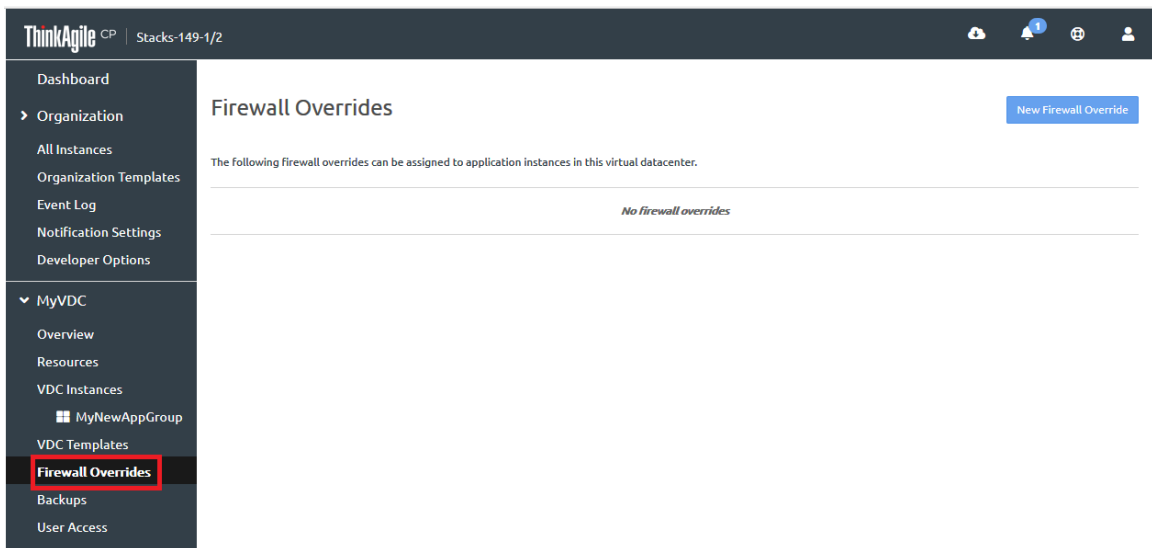 ThinkAgile CP | Stacks-149-1/2
1
Dashboard
Organization
All Instances
Organization Templates
Event Log
Notification Settings
Developer Options
MyVDC
Overview
Resources
VDC Instances
MyNewAppGroup
VDC Templates
Firewall Overrides
Backups
User Access
Firewall Overrides
New Firewall Override
The following firewall overrides can be assigned to application instances in this virtual datacenter.
No firewall overrides